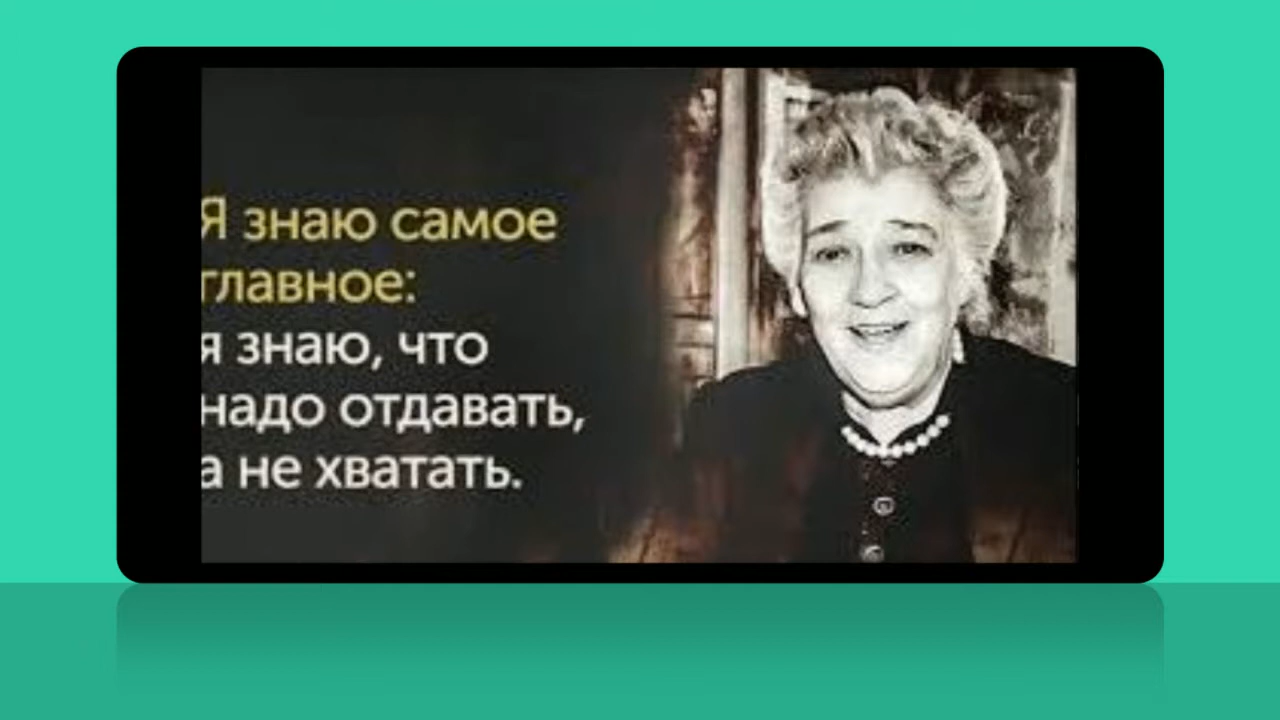 Я знаю самое
главное:
я знаю, что
надо отдавать,
а не хватать.